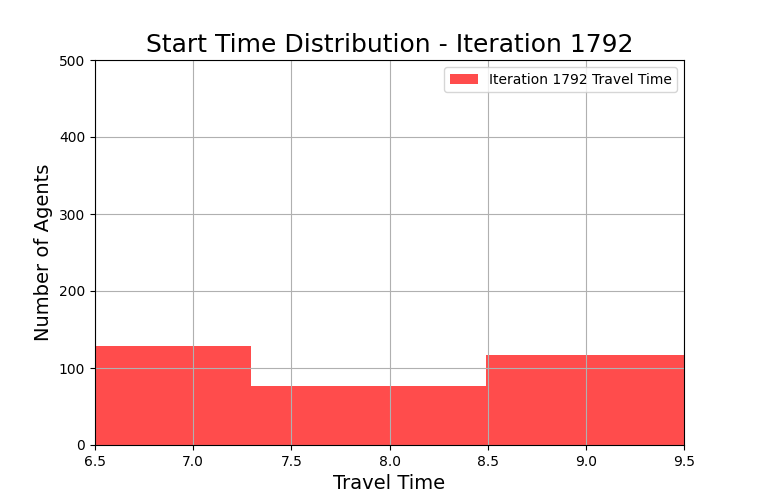 Start Time Distribution - Iteration 1792
Iteration 1792 Travel Time
Number of Agents
500
400
300
200
100
0
6.5 7.0 7.5 8.0 8.5 9.0 9.5
Travel Time